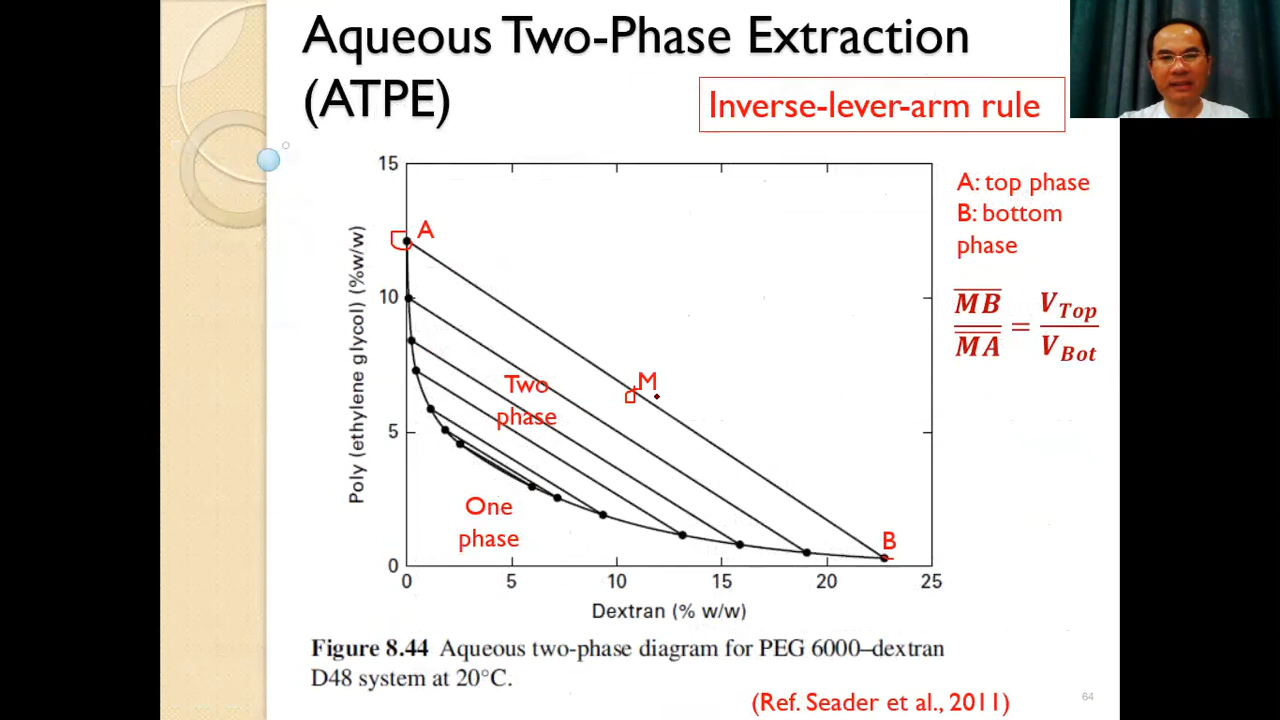 Aqueous Two-Phase Extraction
(ATPE)
Inverse-lever-arm rule
A: top phase
B: bottom
phase
MB
MA
=
V_Top
V_Bot
15
10
5
0
Poly (ethylene glycol) (%w/w)
A
M
B
Two
phase
One
phase
0 5 10 15 20 25
Dextran (% w/w)
Figure 8.44 Aqueous two-phase diagram for PEG 6000–dextran
D48 system at 20°C.
(Ref. Seader et al., 2011)
64